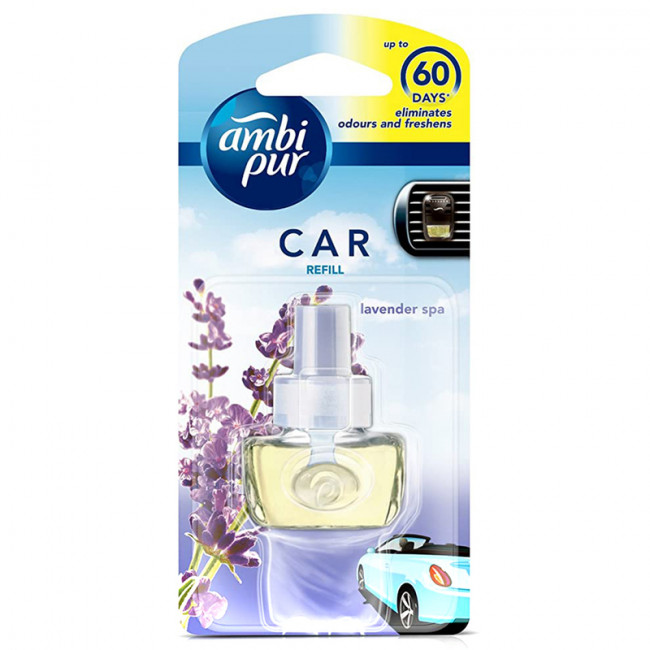 up to
60
DAYS*
eliminates
odours and freshens
ambi
pur
CAR
REFILL
lavender spa